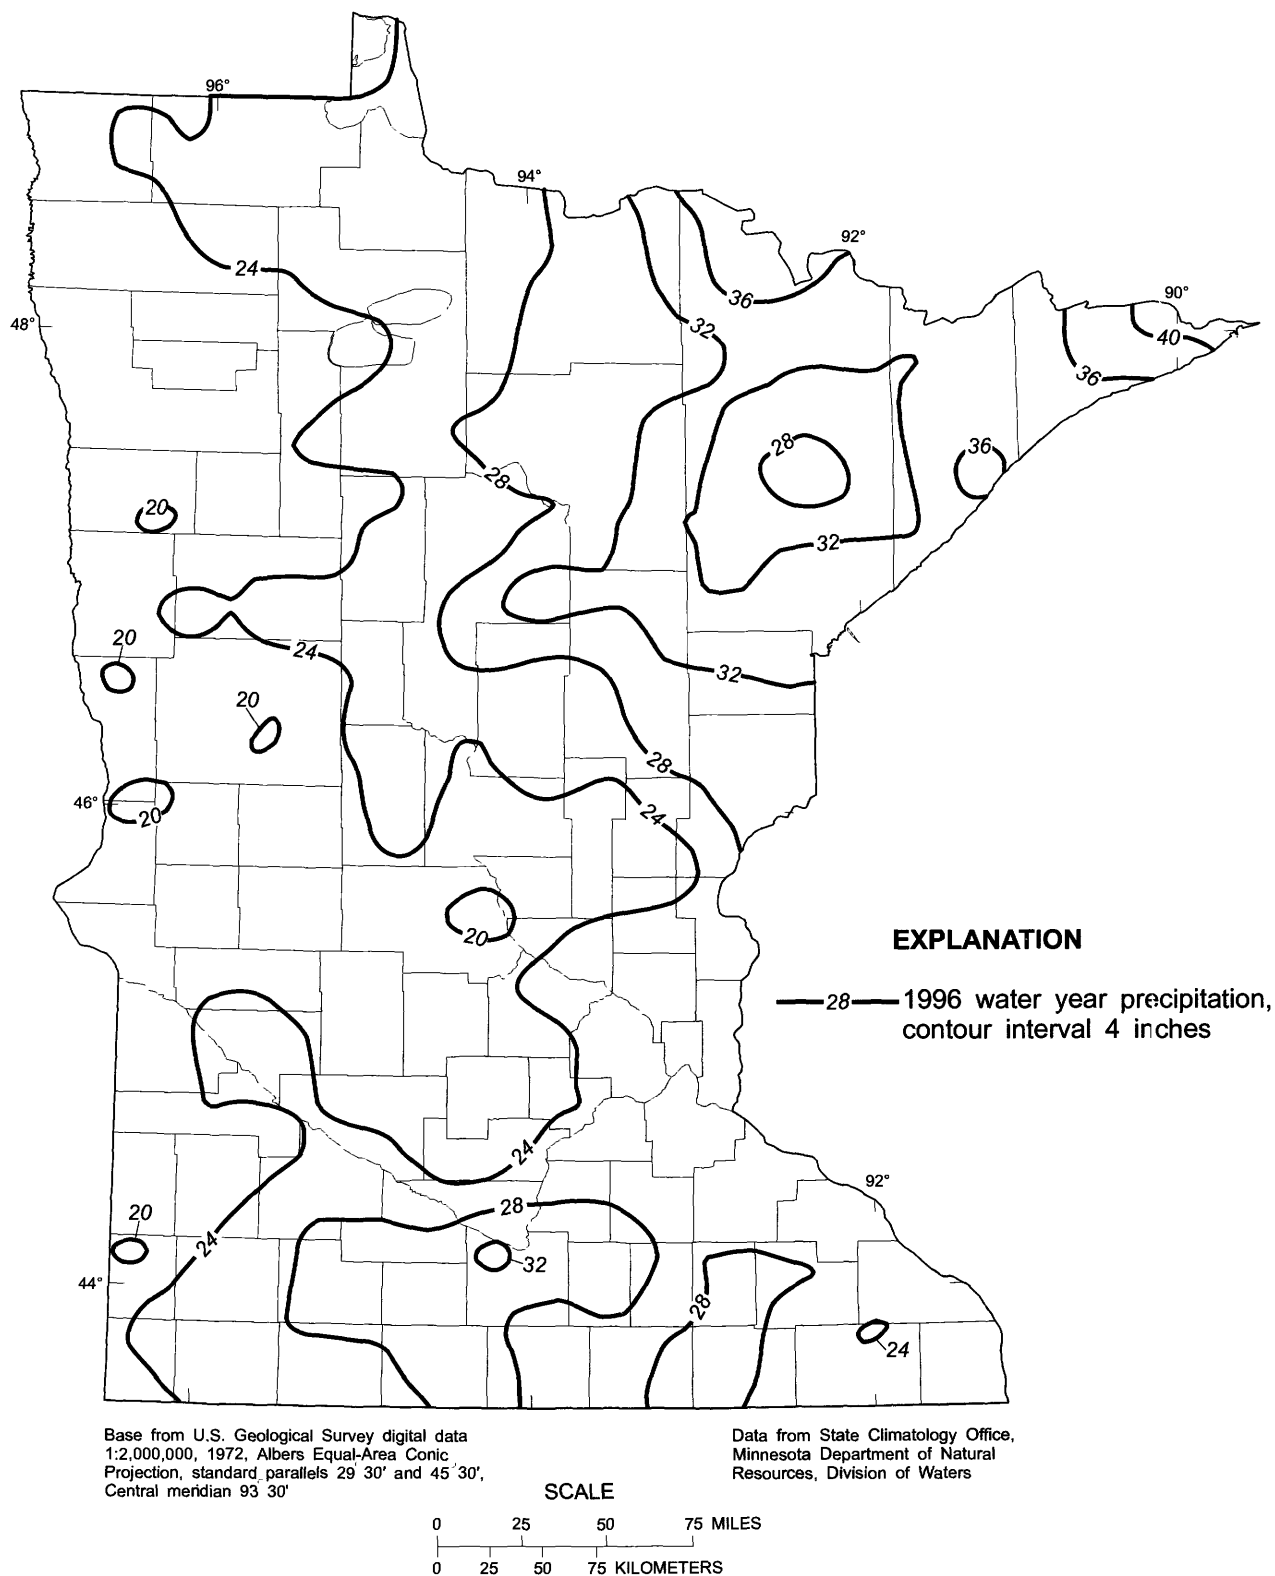 96°
94°
92°
90°
24
36
32
40
48°
36
28
28
36
20
32
20
24
32
20
28
46°
20
24
20
EXPLANATION
28 1996 water year precipitation,
contour interval 4 inches
24
92°
28
20
24
32
44°
28
24
Base from U.S. Geological Survey digital data
1:2,000,000, 1972, Albers Equal-Area Conic
Projection, standard parallels 29 30' and 45 30',
Central meridian 93 30'
Data from State Climatology Office,
Minnesota Department of Natural
Resources, Division of Waters
SCALE
0 25 50 75 MILES
0 25 50 75 KILOMETERS